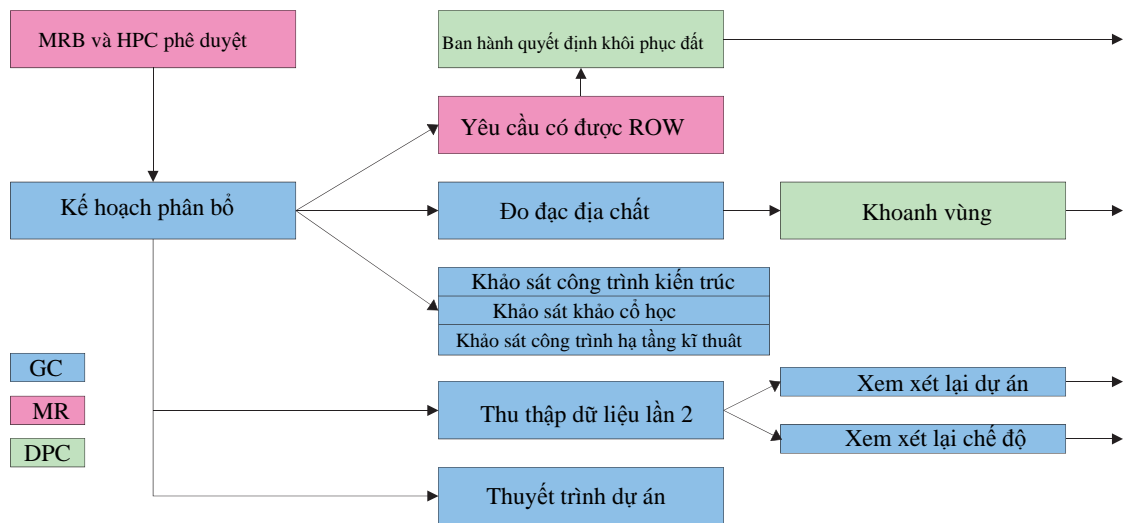 MRB và HPC phê duyệt
Ban hành quyết định khôi phục đất
Yêu cầu có được ROW
Kế hoạch phân bổ
Đo đạc địa chất
Khoanh vùng
Khảo sát công trình kiến trúc
Khảo sát khảo cổ học
Khảo sát công trình hạ tầng kĩ thuât
GC
MR
DPC
Thu thập dữ liệu lần 2
Xem xét lại dự án
Xem xét lại chế độ
Thuyết trình dự án